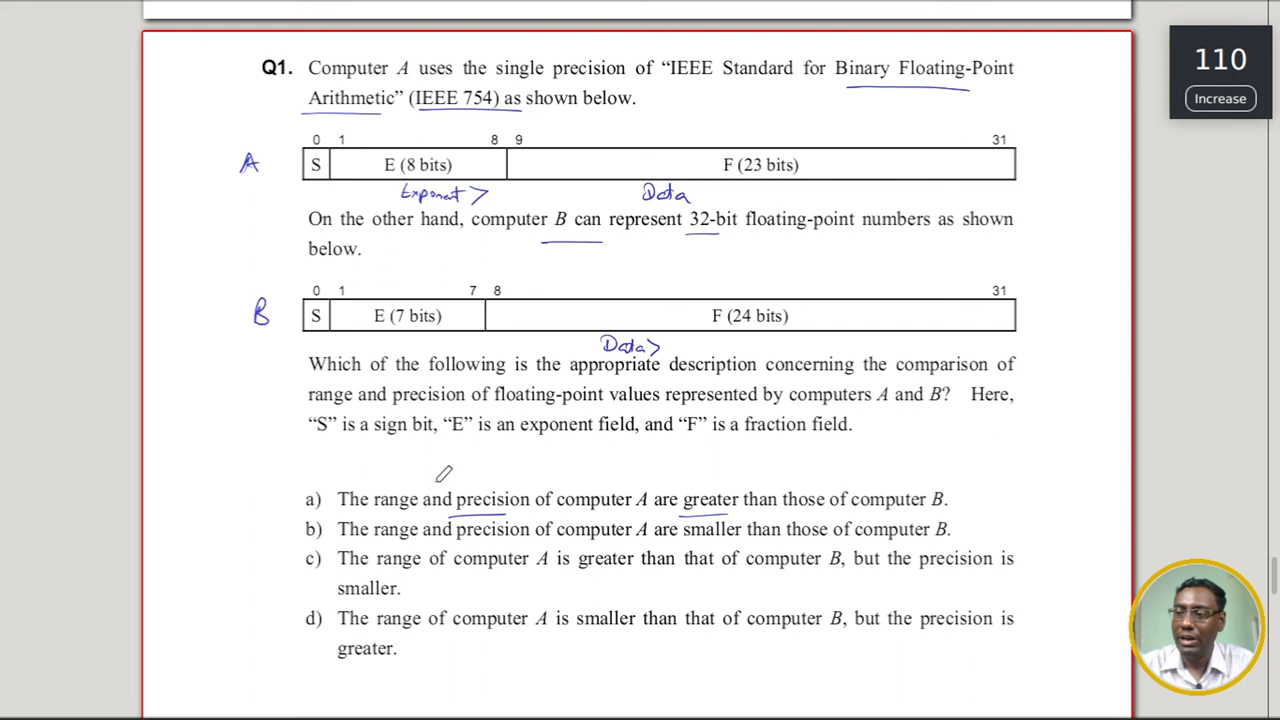 110
Increase
Q1. Computer A uses the single precision of “IEEE Standard for Binary Floating-Point
Arithmetic” (IEEE 754) as shown below.
0 1 8 9 31
A S E (8 bits) F (23 bits)
Exponent > Data
On the other hand, computer B can represent 32-bit floating-point numbers as shown
below.
0 1 7 8 31
B S E (7 bits) F (24 bits)
Data>
Which of the following is the appropriate description concerning the comparison of
range and precision of floating-point values represented by computers A and B? Here,
“S” is a sign bit, “E” is an exponent field, and “F” is a fraction field.
a) The range and precision of computer A are greater than those of computer B.
b) The range and precision of computer A are smaller than those of computer B.
c) The range of computer A is greater than that of computer B, but the precision is
smaller.
d) The range of computer A is smaller than that of computer B, but the precision is
greater.